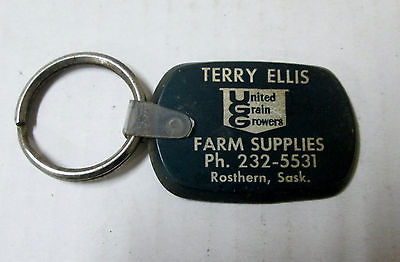 TERRY ELLIS
United
Grain
Growers
FARM SUPPLIES
Ph. 232-5531
Rosthern, Sask.